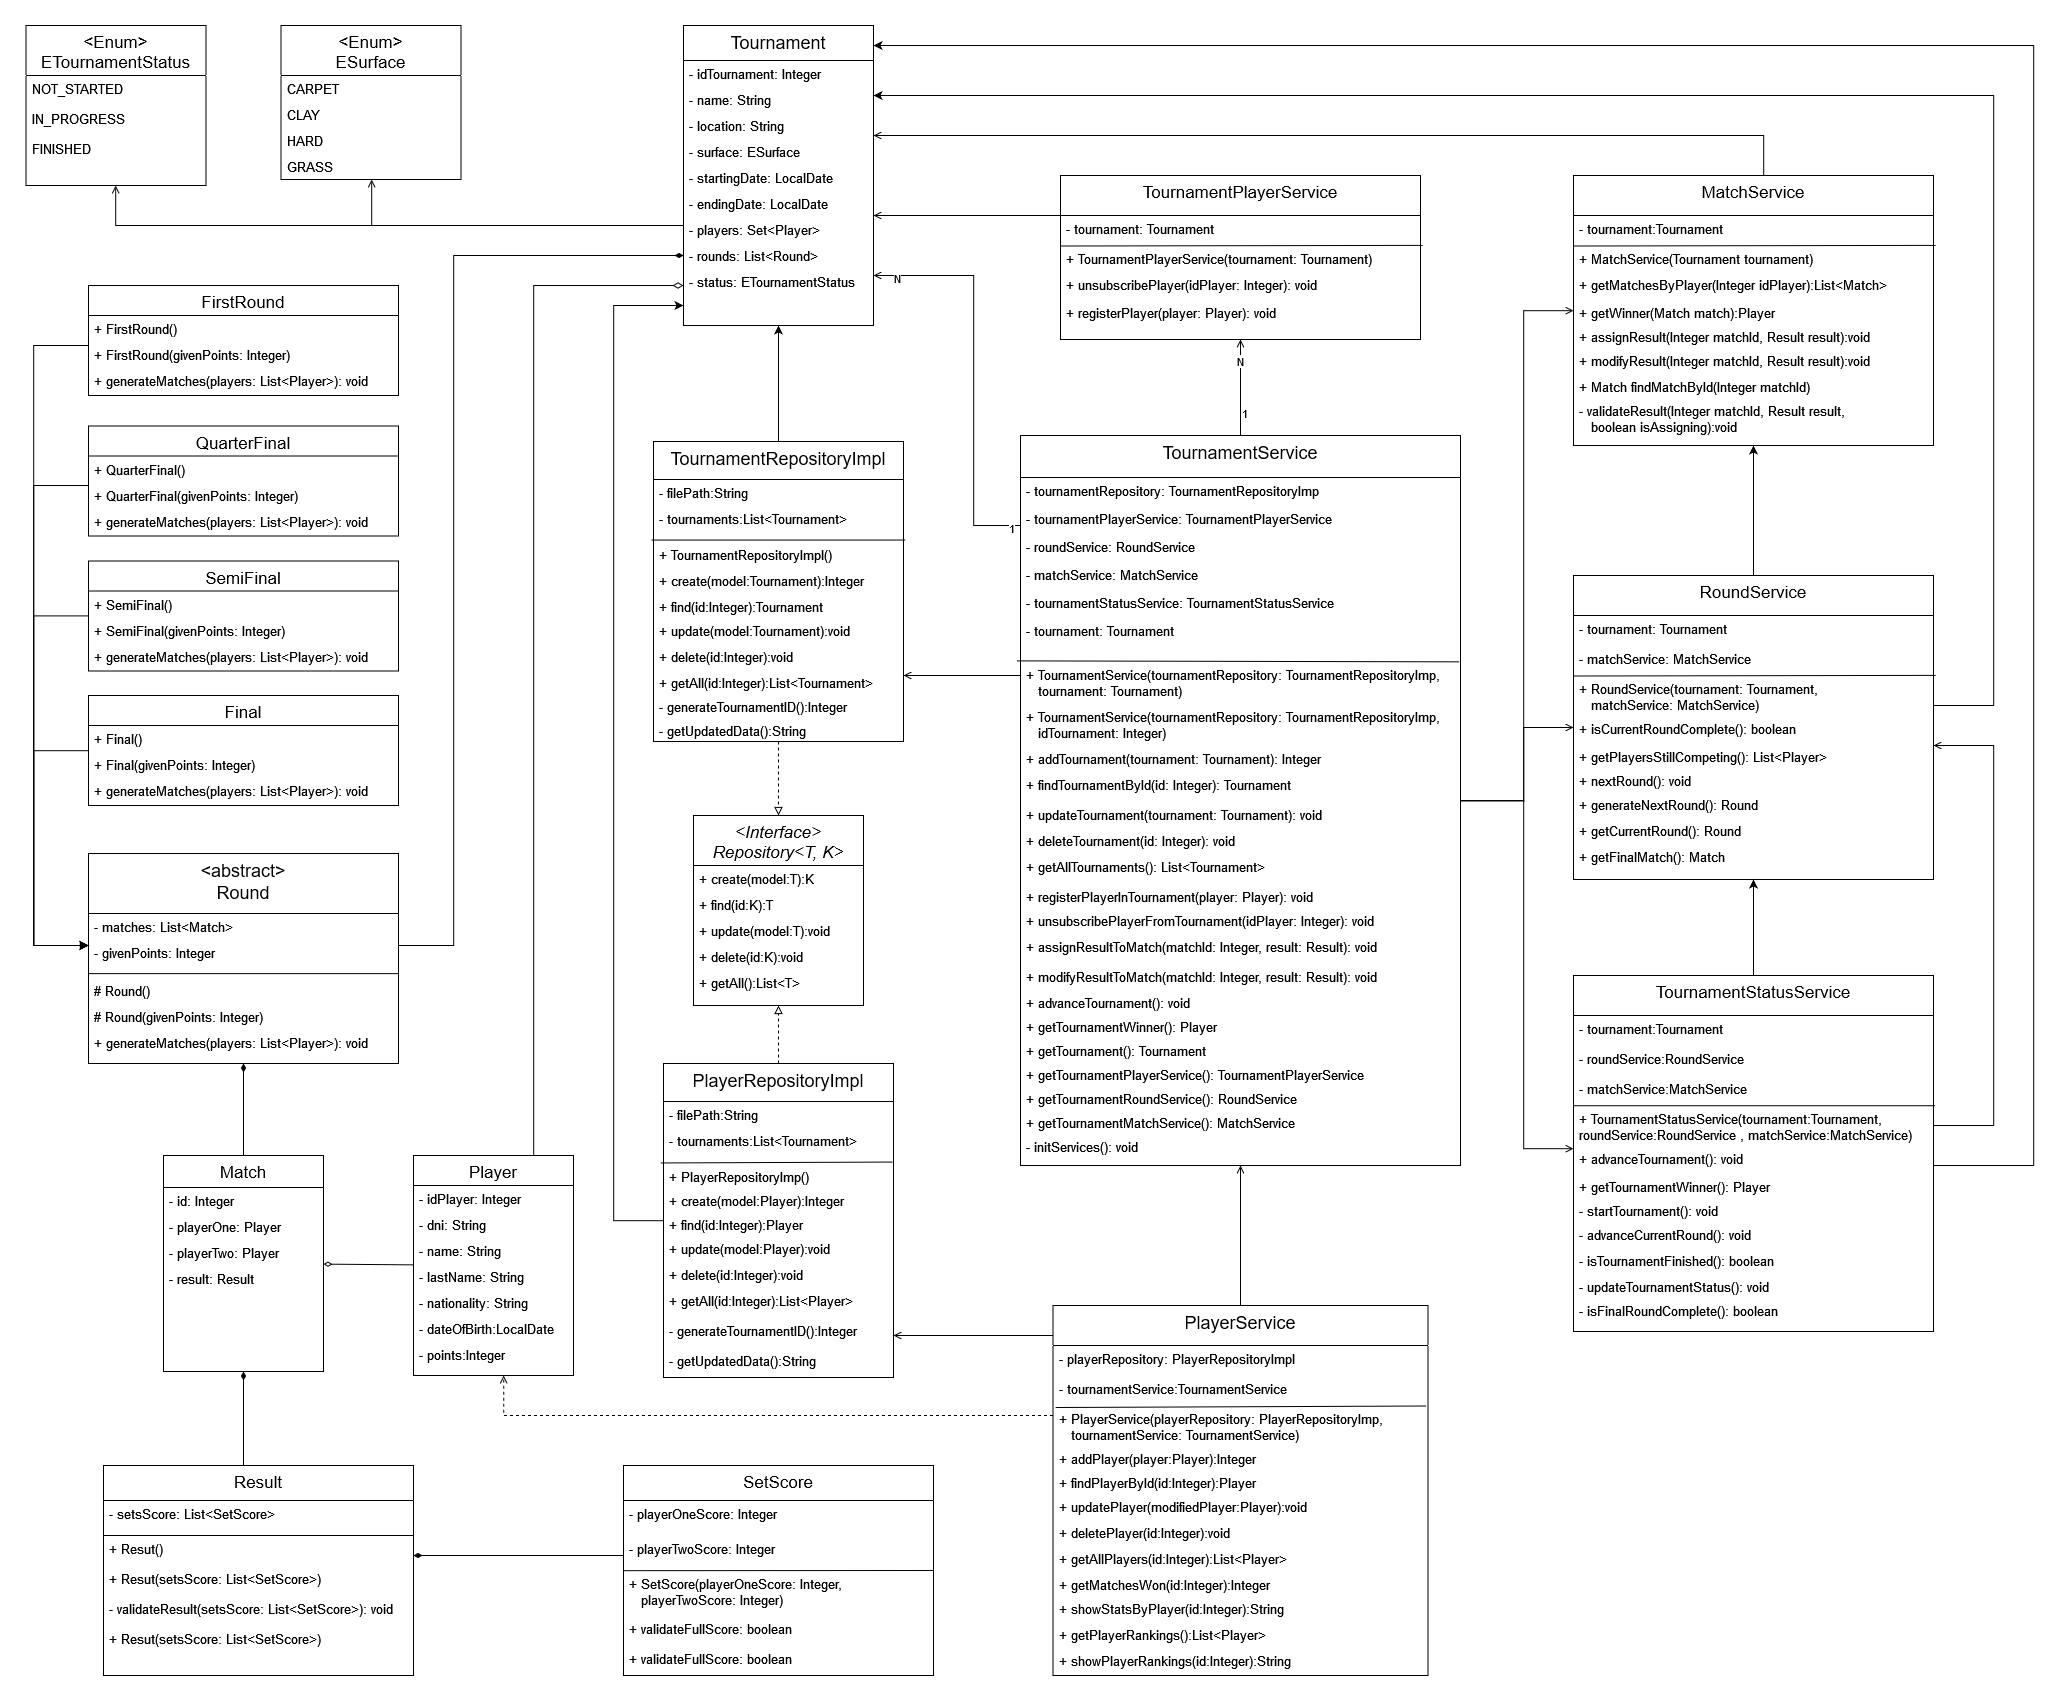 <Enum>
ETournamentStatus
NOT_STARTED
IN_PROGRESS
FINISHED
<Enum>
ESurface
CARPET
CLAY
HARD
GRASS
Tournament
- idTournament: Integer
- name: String
- location: String
- surface: ESurface
- startingDate: LocalDate
- endingDate: LocalDate
- players: Set<Player>
- rounds: List<Round>
- status: ETournamentStatus
N
TournamentPlayerService
- tournament: Tournament
+ TournamentPlayerService(tournament: Tournament)
+ unsubscribePlayer(idPlayer: Integer): void
+ registerPlayer(player: Player): void
N
1
MatchService
- tournament:Tournament
+ MatchService(Tournament tournament)
+ getMatchesByPlayer(Integer idPlayer):List<Match>
+ getWinner(Match match):Player
+ assignResult(Integer matchId, Result result):void
+ modifyResult(Integer matchId, Result result):void
+ Match findMatchById(Integer matchId)
- validateResult(Integer matchId, Result result,
boolean isAssigning):void
FirstRound
+ FirstRound()
+ FirstRound(givenPoints: Integer)
+ generateMatches(players: List<Player>): void
QuarterFinal
+ QuarterFinal()
+ QuarterFinal(givenPoints: Integer)
+ generateMatches(players: List<Player>): void
SemiFinal
+ SemiFinal()
+ SemiFinal(givenPoints: Integer)
+ generateMatches(players: List<Player>): void
Final
+ Final()
+ Final(givenPoints: Integer)
+ generateMatches(players: List<Player>): void
<abstract>
Round
- matches: List<Match>
- givenPoints: Integer
# Round()
# Round(givenPoints: Integer)
+ generateMatches(players: List<Player>): void
TournamentRepositoryImpl
- filePath:String
- tournaments:List<Tournament>
+ TournamentRepositoryImpl()
+ create(model:Tournament):Integer
+ find(id:Integer):Tournament
+ update(model:Tournament):void
+ delete(id:Integer):void
+ getAll(id:Integer):List<Tournament>
- generateTournamentID():Integer
- getUpdatedData():String
<Interface>
Repository<T, K>
+ create(model:T):K
+ find(id:K):T
+ update(model:T):void
+ delete(id:K):void
+ getAll():List<T>
PlayerRepositoryImpl
- filePath:String
- tournaments:List<Tournament>
+ PlayerRepositoryImp()
+ create(model:Player):Integer
+ find(id:Integer):Player
+ update(model:Player):void
+ delete(id:Integer):void
+ getAll(id:Integer):List<Player>
- generateTournamentID():Integer
- getUpdatedData():String
1
TournamentService
- tournamentRepository: TournamentRepositoryImp
- tournamentPlayerService: TournamentPlayerService
- roundService: RoundService
- matchService: MatchService
- tournamentStatusService: TournamentStatusService
- tournament: Tournament
+ TournamentService(tournamentRepository: TournamentRepositoryImp,
tournament: Tournament)
+ TournamentService(tournamentRepository: TournamentRepositoryImp,
idTournament: Integer)
+ addTournament(tournament: Tournament): Integer
+ findTournamentById(id: Integer): Tournament
+ updateTournament(tournament: Tournament): void
+ deleteTournament(id: Integer): void
+ getAllTournaments(): List<Tournament>
+ registerPlayerInTournament(player: Player): void
+ unsubscribePlayerFromTournament(idPlayer: Integer): void
+ assignResultToMatch(matchId: Integer, result: Result): void
+ modifyResultToMatch(matchId: Integer, result: Result): void
+ advanceTournament(): void
+ getTournamentWinner(): Player
+ getTournament(): Tournament
+ getTournamentPlayerService(): TournamentPlayerService
+ getTournamentRoundService(): RoundService
+ getTournamentMatchService(): MatchService
- initServices(): void
RoundService
- tournament: Tournament
- matchService: MatchService
+ RoundService(tournament: Tournament,
matchService: MatchService)
+ isCurrentRoundComplete(): boolean
+ getPlayersStillCompeting(): List<Player>
+ nextRound(): void
+ generateNextRound(): Round
+ getCurrentRound(): Round
+ getFinalMatch(): Match
TournamentStatusService
- tournament:Tournament
- roundService:RoundService
- matchService:MatchService
+ TournamentStatusService(tournament:Tournament,
roundService:RoundService , matchService:MatchService)
+ advanceTournament(): void
+ getTournamentWinner(): Player
- startTournament(): void
- advanceCurrentRound(): void
- isTournamentFinished(): boolean
- updateTournamentStatus(): void
- isFinalRoundComplete(): boolean
Match
- id: Integer
- playerOne: Player
- playerTwo: Player
- result: Result
Player
- idPlayer: Integer
- dni: String
- name: String
- lastName: String
- nationality: String
- dateOfBirth:LocalDate
- points:Integer
PlayerService
- playerRepository: PlayerRepositoryImpl
- tournamentService:TournamentService
+ PlayerService(playerRepository: PlayerRepositoryImp,
tournamentService: TournamentService)
+ addPlayer(player:Player):Integer
+ findPlayerById(id:Integer):Player
+ updatePlayer(modifiedPlayer:Player):void
+ deletePlayer(id:Integer):void
+ getAllPlayers(id:Integer):List<Player>
+ getMatchesWon(id:Integer):Integer
+ showStatsByPlayer(id:Integer):String
+ getPlayerRankings():List<Player>
+ showPlayerRankings(id:Integer):String
Result
- setsScore: List<SetScore>
+ Resut()
+ Resut(setsScore: List<SetScore>)
- validateResult(setsScore: List<SetScore>): void
+ Resut(setsScore: List<SetScore>)
SetScore
- playerOneScore: Integer
- playerTwoScore: Integer
+ SetScore(playerOneScore: Integer,
playerTwoScore: Integer)
+ validateFullScore: boolean
+ validateFullScore: boolean